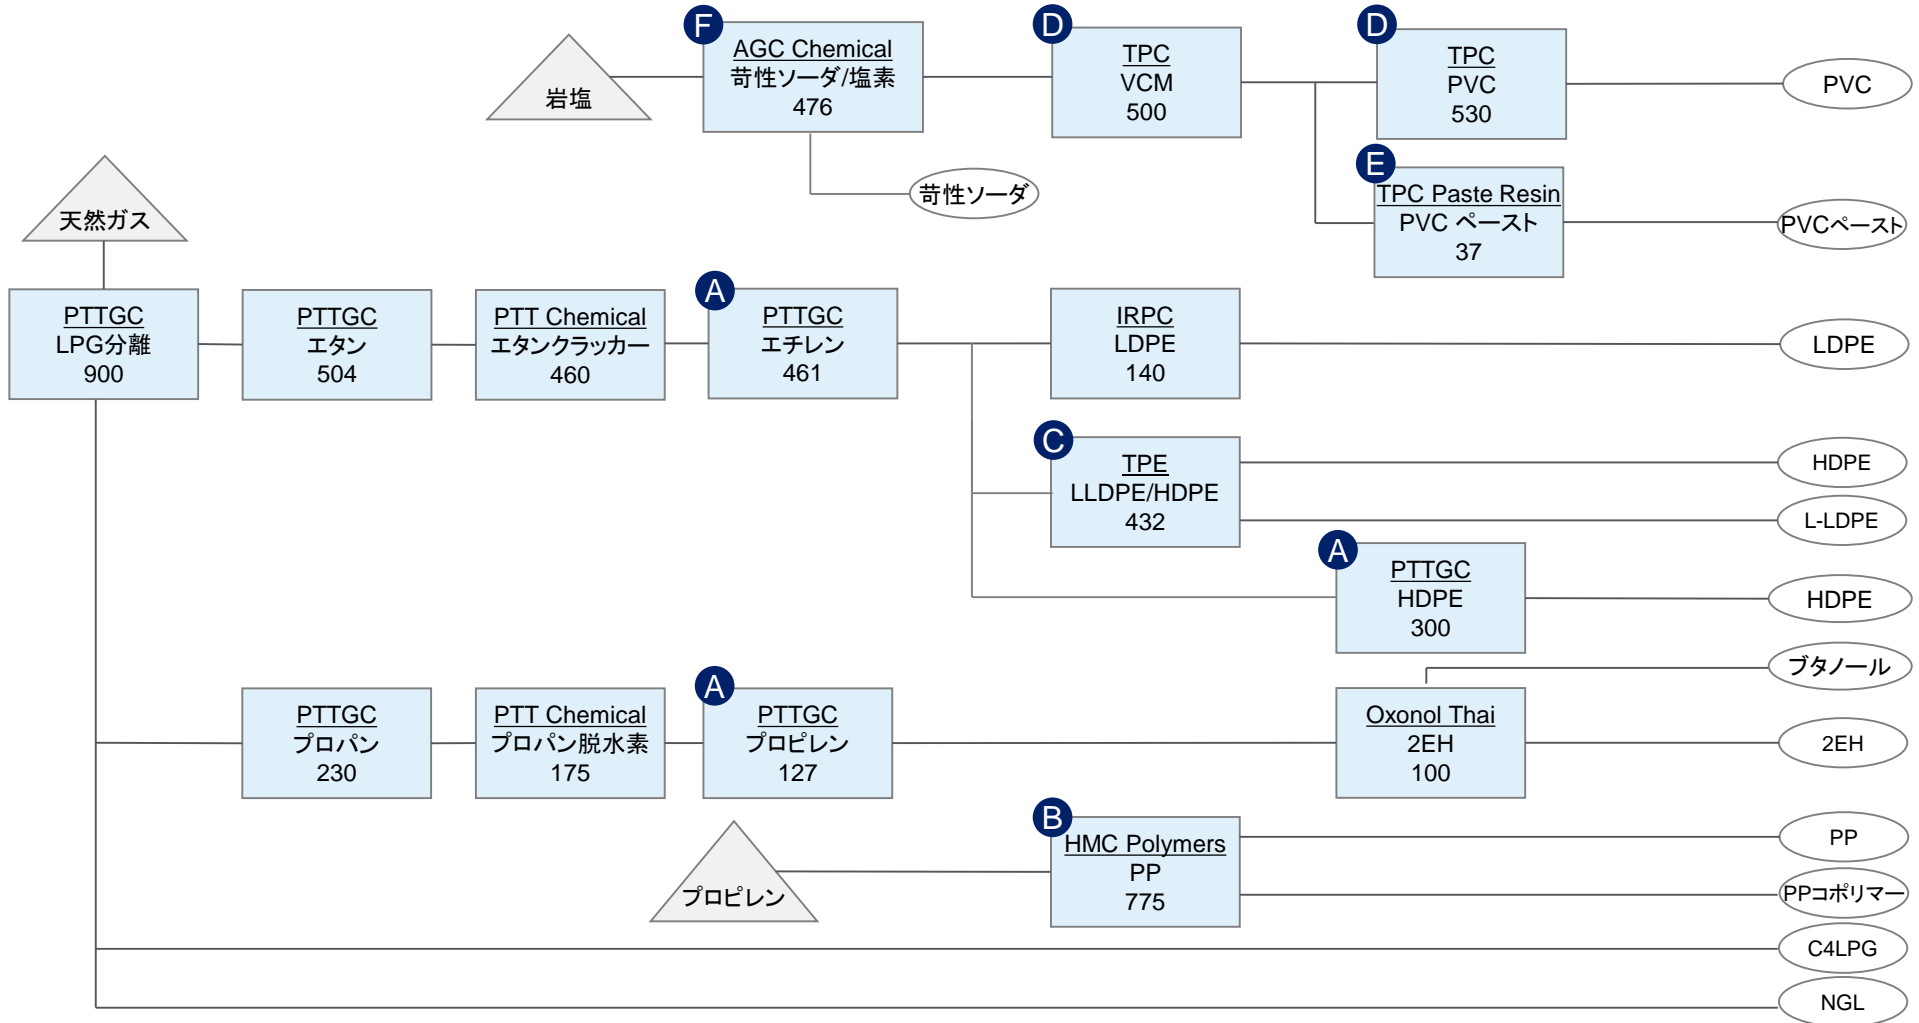 F
AGC Chemical
苛性ソーダ/塩素
476
D
TPC
VCM
500
D
TPC
PVC
530
PVC
岩塩
苛性ソーダ
E
TPC Paste Resin
PVC ペースト
37
PVCペースト
天然ガス
PTTGC
LPG分離
900
PTTGC
エタン
504
PTT Chemical
エタンクラッカー
460
A
PTTGC
エチレン
461
IRPC
LDPE
140
LDPE
C
TPE
LLDPE/HDPE
432
HDPE
L-LDPE
A
PTTGC
HDPE
300
HDPE
ブタノール
PTTGC
プロパン
230
PTT Chemical
プロパン脱水素
175
A
PTTGC
プロピレン
127
Oxonol Thai
2EH
100
2EH
プロピレン
B
HMC Polymers
PP
775
PP
PPコポリマー
C4LPG
NGL